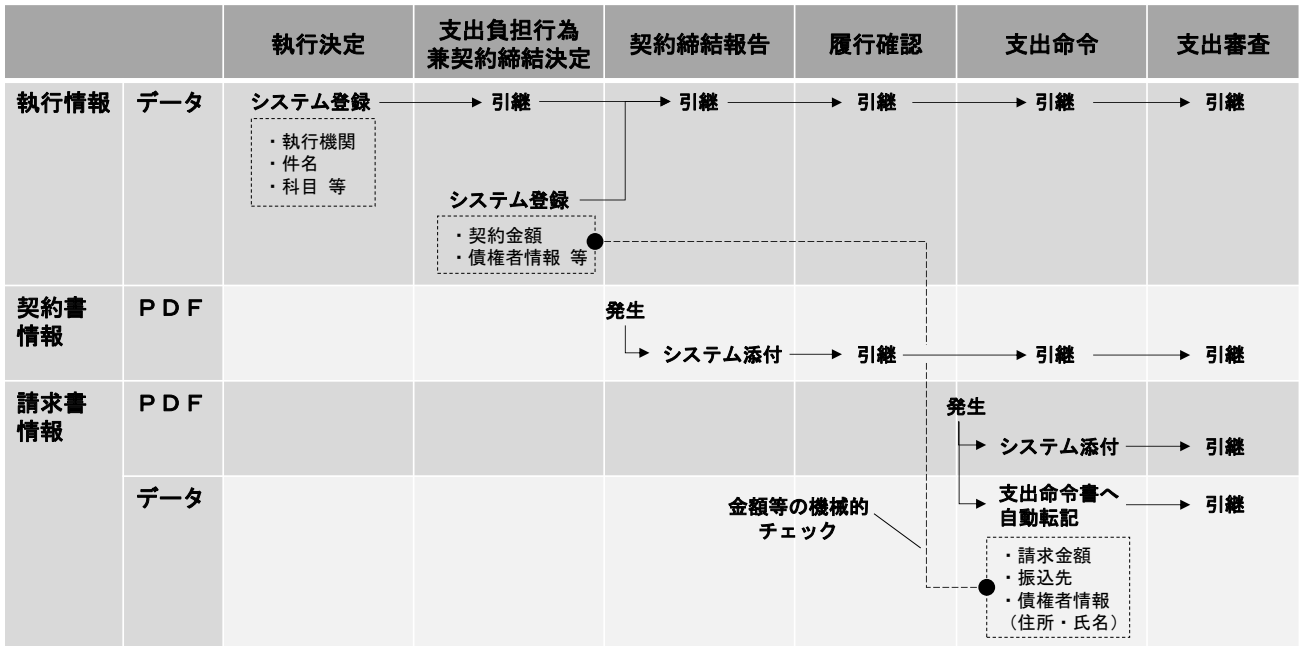 執行決定
支出負担行為
兼契約締結決定
契約締結報告
履行確認
支出命令
支出審査
執行情報
データ
システム登録
引継
引継
引継
引継
引継
・執行機関
・件名
・科目 等
システム登録
・契約金額
・債権者情報 等
契約書
情報
ＰＤＦ
発生
システム添付
引継
引継
引継
請求書
情報
ＰＤＦ
発生
システム添付
引継
データ
金額等の機械的
チェック
支出命令書へ
自動転記
引継
・請求金額
・振込先
・債権者情報
（住所・氏名）